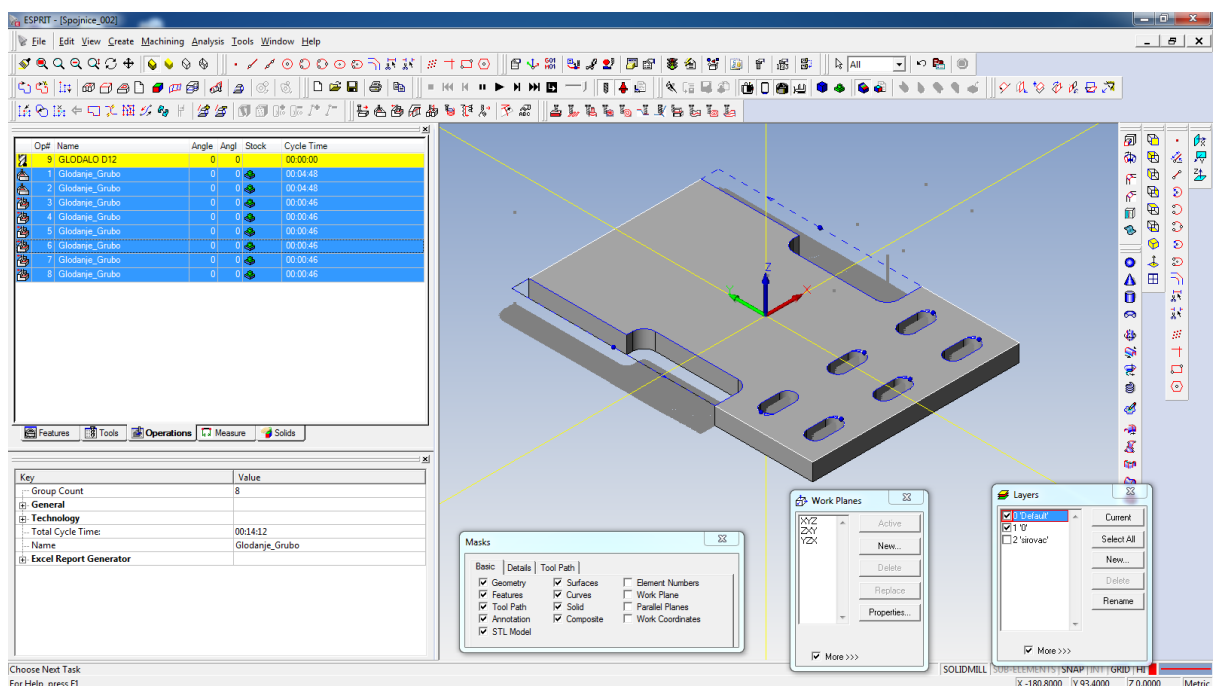 ESPRIT - [Spojnice_002]
File Edit View Create Machining Analysis Tools Window Help
All
Op# Name Angle Angl Stock Cycle Time
9 GLODALO D12 0 0 00:00:00
1 Glodanje_Grubo 0 0 00:04:48
2 Glodanje_Grubo 0 0 00:04:48
3 Glodanje_Grubo 0 0 00:00:46
4 Glodanje_Grubo 0 0 00:00:46
5 Glodanje_Grubo 0 0 00:00:46
6 Glodanje_Grubo 0 0 00:00:46
7 Glodanje_Grubo 0 0 00:00:46
8 Glodanje_Grubo 0 0 00:00:46
Z
Y X
Features Tools Operations Measure Solids
Key Value
Group Count 8
General
Technology
Total Cycle Time: 00:14:12
Name Glodanje_Grubo
Excel Report Generator
Masks
Basic Details Tool Path
Geometry Surfaces Element Numbers
Features Curves Work Plane
Tool Path Solid Parallel Planes
Annotation Composite Work Coordinates
STL Model
Work Planes
XYZ
ZXY
YZX
Active
New...
Delete
Replace
Properties...
More >>>
Layers
0 'Default'
1 '0'
2 'sirovac'
Current
Select All
New...
Delete
Rename
More >>>
Choose Next Task
SOLIDMILL SUB-ELEMENTS SNAP INT GRID HI
For Help, press F1
X -180.8000 Y 93.4000 Z 0.0000 Metric